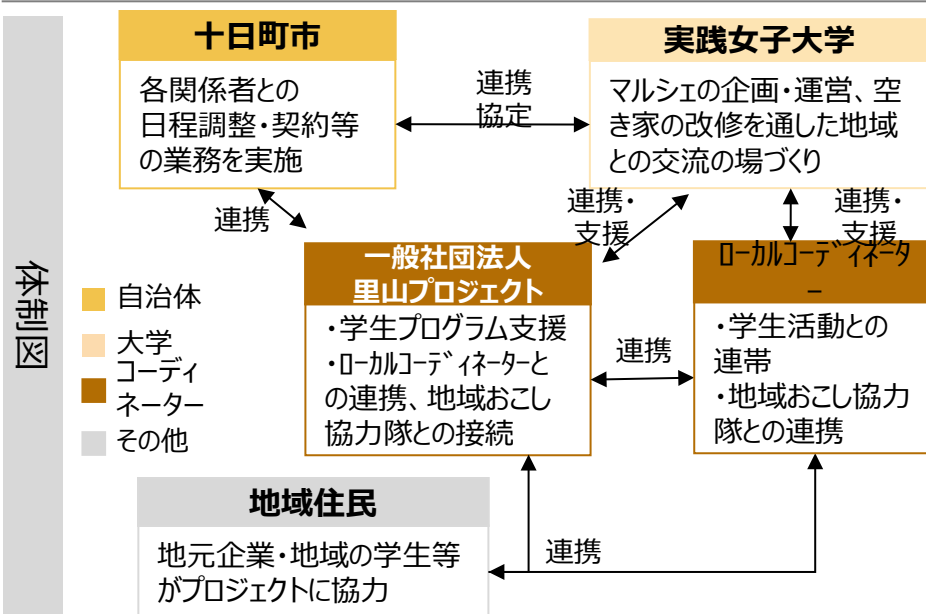 体制図
十日町市
各関係者との
日程調整・契約等
の業務を実施
連携
協定
実践女子大学
マルシェの企画・運営、空
き家の改修を通した地域
との交流の場づくり
連携
連携・
支援
連携・
支援
自治体
大学
コーディ
ネーター
その他
一般社団法人
里山プロジェクト
・学生プログラム支援
・ローカルコーディネーターと
の連携、地域おこし
協力隊との接続
連携
ローカルコーディネータ
ー
・学生活動との
連帯
・地域おこし協力
隊との連携
地域住民
地元企業・地域の学生等
がプロジェクトに協力
連携